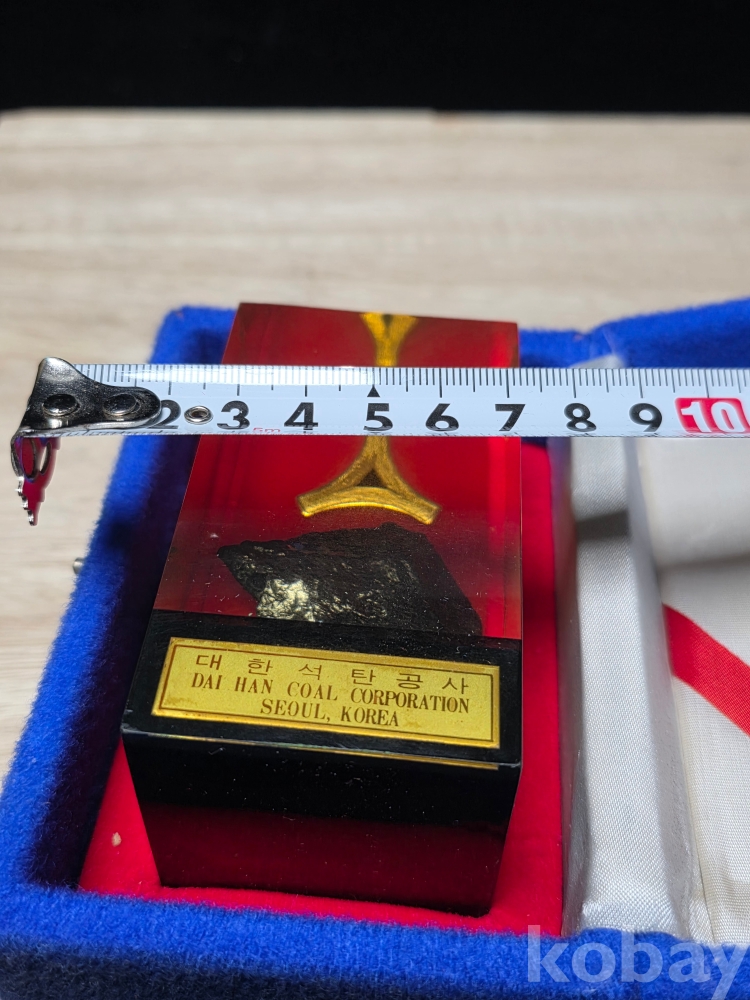 2 3 4 5 6 7 8 9 10
5m
대한석탄공사
DAI HAN COAL CORPORATION
SEOUL, KOREA
kobay